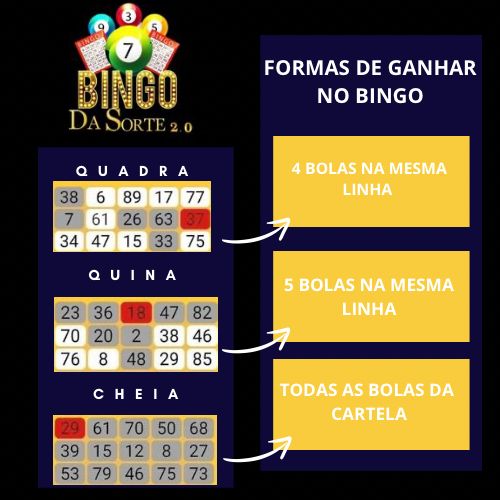 9 3 5
BINGO BINGO
7
BINGO
DA SORTE 2.0
FORMAS DE GANHAR
NO BINGO
QUADRA
38 6 89 17 77
7 61 26 63 37
34 47 15 33 75
4 BOLAS NA MESMA
LINHA
QUINA
23 36 18 47 82
70 20 2 38 46
76 8 48 29 85
5 BOLAS NA MESMA
LINHA
CHEIA
29 61 70 50 68
39 15 12 8 27
53 79 46 75 73
TODAS AS BOLAS DA
CARTELA